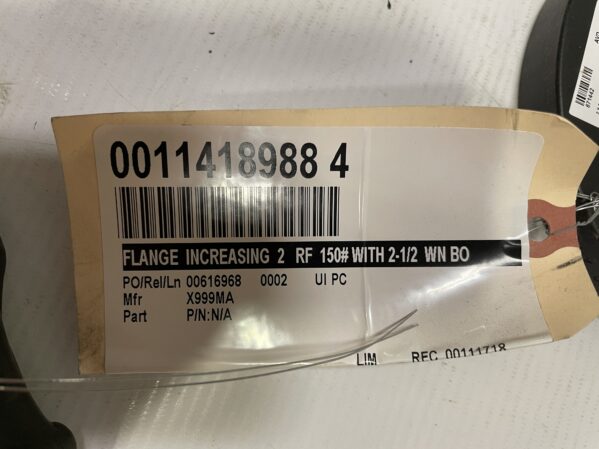 0011418988 4
FLANGE INCREASING 2 RF 150# WITH 2-1/2 WN BO
PO/Rel/Ln 00616968 0002 UI PC
Mfr X999MA
Part P/N:N/A
LIM REC 00111718
671442